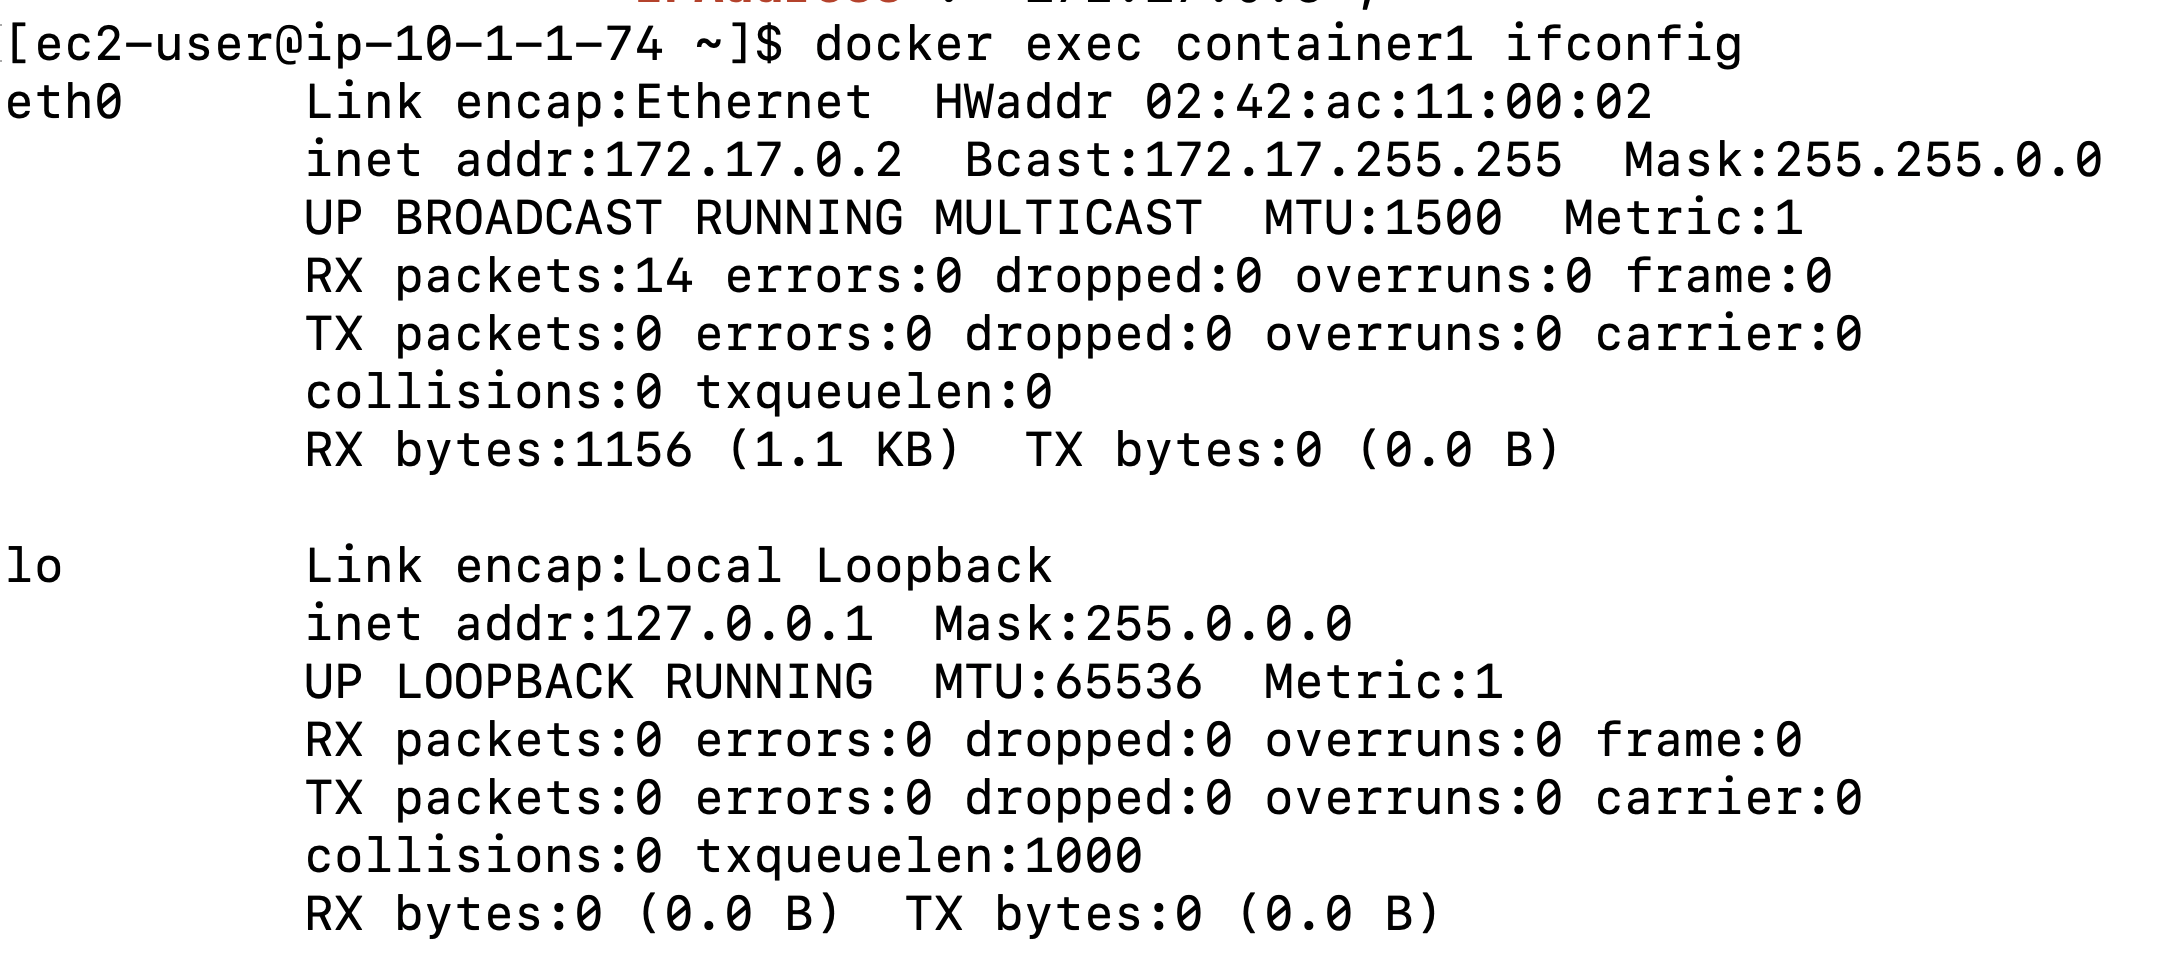 [ec2-user@ip-10-1-1-74 ~]$ docker exec container1 ifconfig
eth0      Link encap:Ethernet  HWaddr 02:42:ac:11:00:02
          inet addr:172.17.0.2  Bcast:172.17.255.255  Mask:255.255.0.0
          UP BROADCAST RUNNING MULTICAST  MTU:1500  Metric:1
          RX packets:14 errors:0 dropped:0 overruns:0 frame:0
          TX packets:0 errors:0 dropped:0 overruns:0 carrier:0
          collisions:0 txqueuelen:0
          RX bytes:1156 (1.1 KB)  TX bytes:0 (0.0 B)

lo        Link encap:Local Loopback
          inet addr:127.0.0.1  Mask:255.0.0.0
          UP LOOPBACK RUNNING  MTU:65536  Metric:1
          RX packets:0 errors:0 dropped:0 overruns:0 frame:0
          TX packets:0 errors:0 dropped:0 overruns:0 carrier:0
          collisions:0 txqueuelen:1000
          RX bytes:0 (0.0 B)  TX bytes:0 (0.0 B)